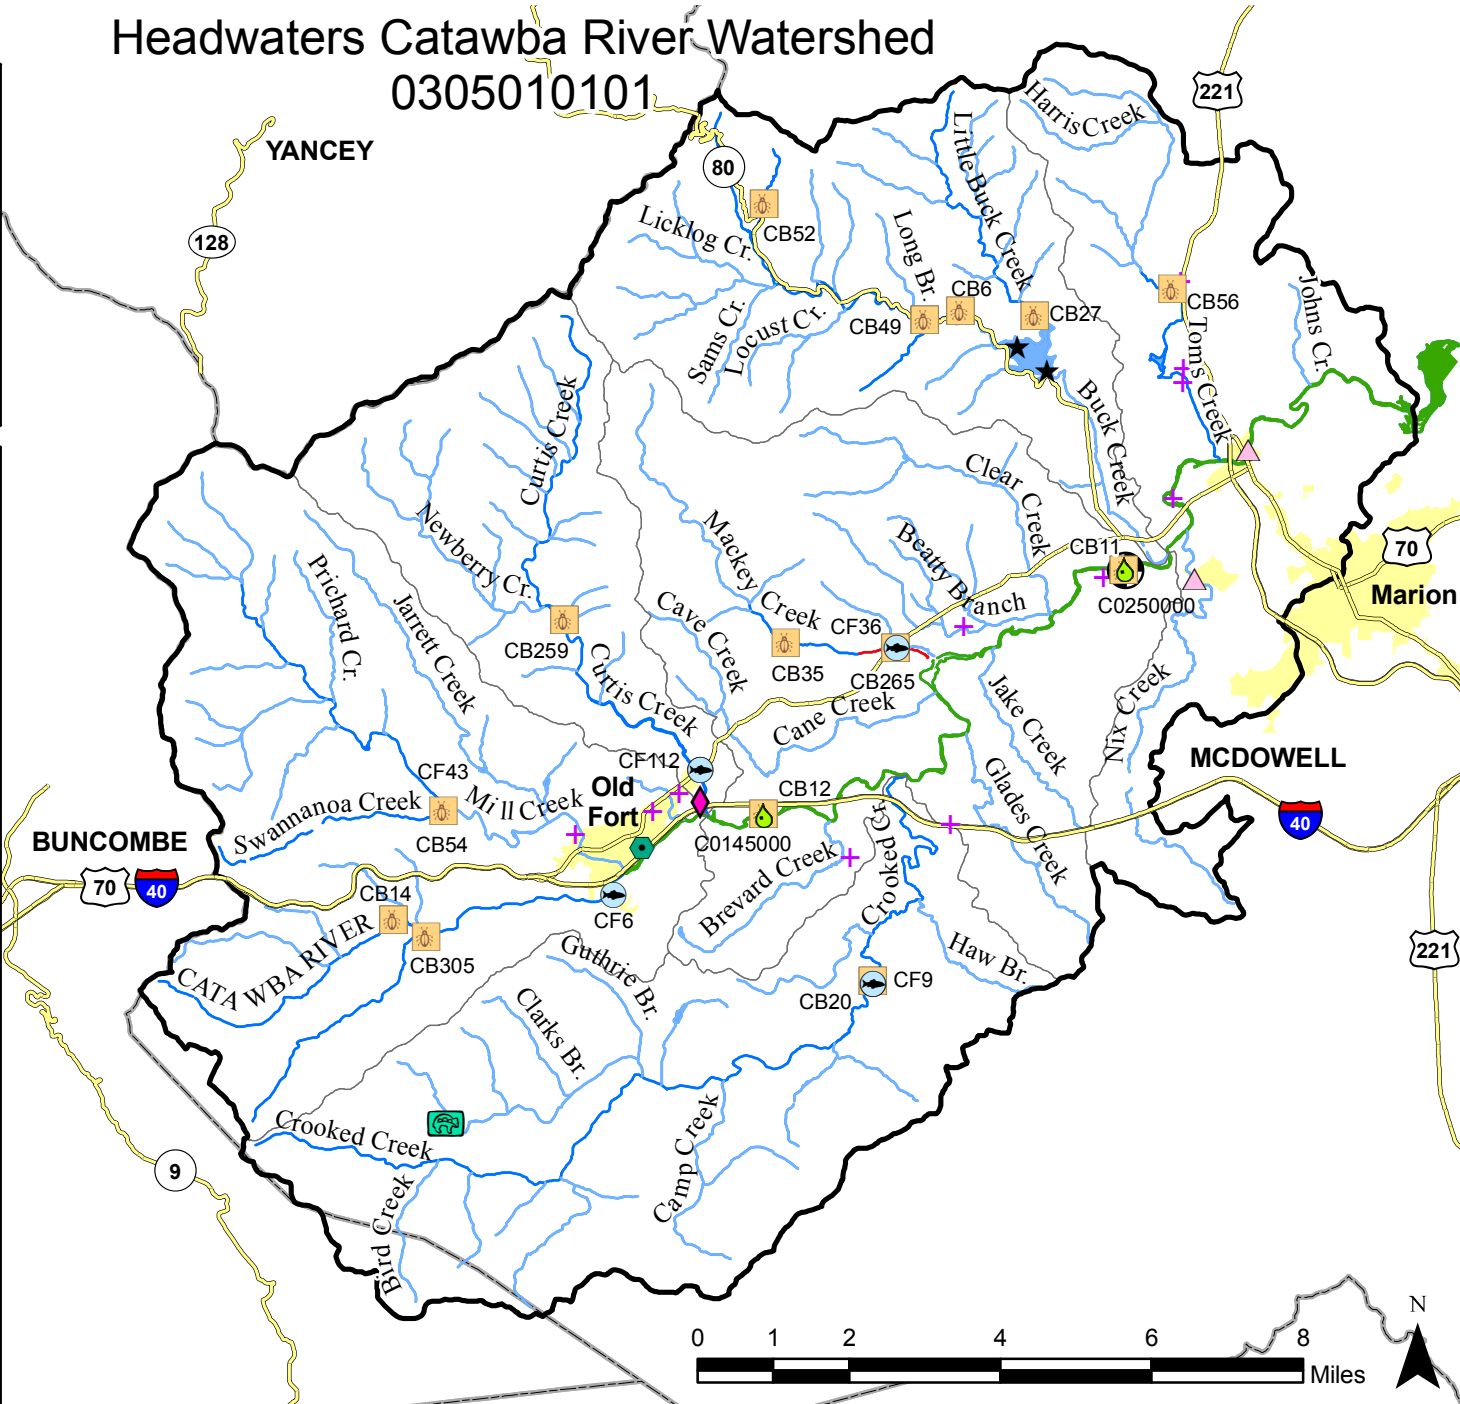 Headwaters Catawba River Watershed
0305010101
YANCEY
221
80
128
Harris Creek
Little Buck Creek
CB52
Licklog Cr.
Long Br.
CB6
CB27
CB56
Johns Cr.
CB49
Sams Cr.
Locust Cr.
Toms Creek
Buck Creek
Curtis Creek
Clear Creek
Newberry Cr.
Mackey Creek
Beatty Branch
CB11
70
Marion
C0250000
Prichard Cr.
Jarrett Creek
Cave Creek
CF36
CB259
CB35
CB265
Curtis Creek
Jake Creek
Nix Creek
Cane Creek
MCDOWELL
CF112
CF43
Old
Fort
CB12
Glades Creek
Mill Creek
Swannanoa Creek
40
BUNCOMBE
CB54
C0145000
Crooked Cr.
70
40
CB14
Brevard Creek
CF6
CATAWBA RIVER
CB305
Guthrie Br.
Haw Br.
221
CB20
CF9
Clarks Br.
Crooked Creek
Camp Creek
9
Bird Creek
N
0 1 2 4 6 8
Miles